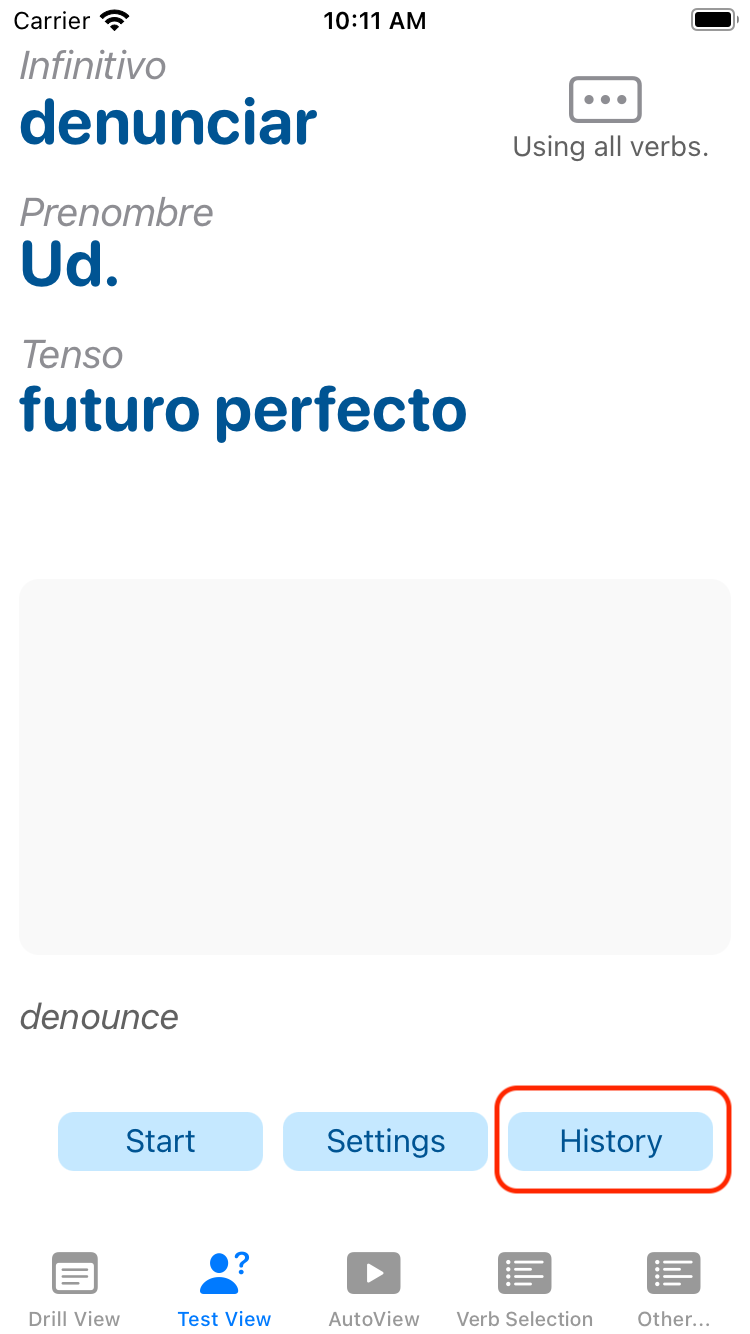 Carrier 10:11 AM
Infinitivo
denunciar
Using all verbs.
Prenombre
Ud.
Tenso
futuro perfecto
denounce
Start Settings History
Drill View Test View AutoView Verb Selection Other...